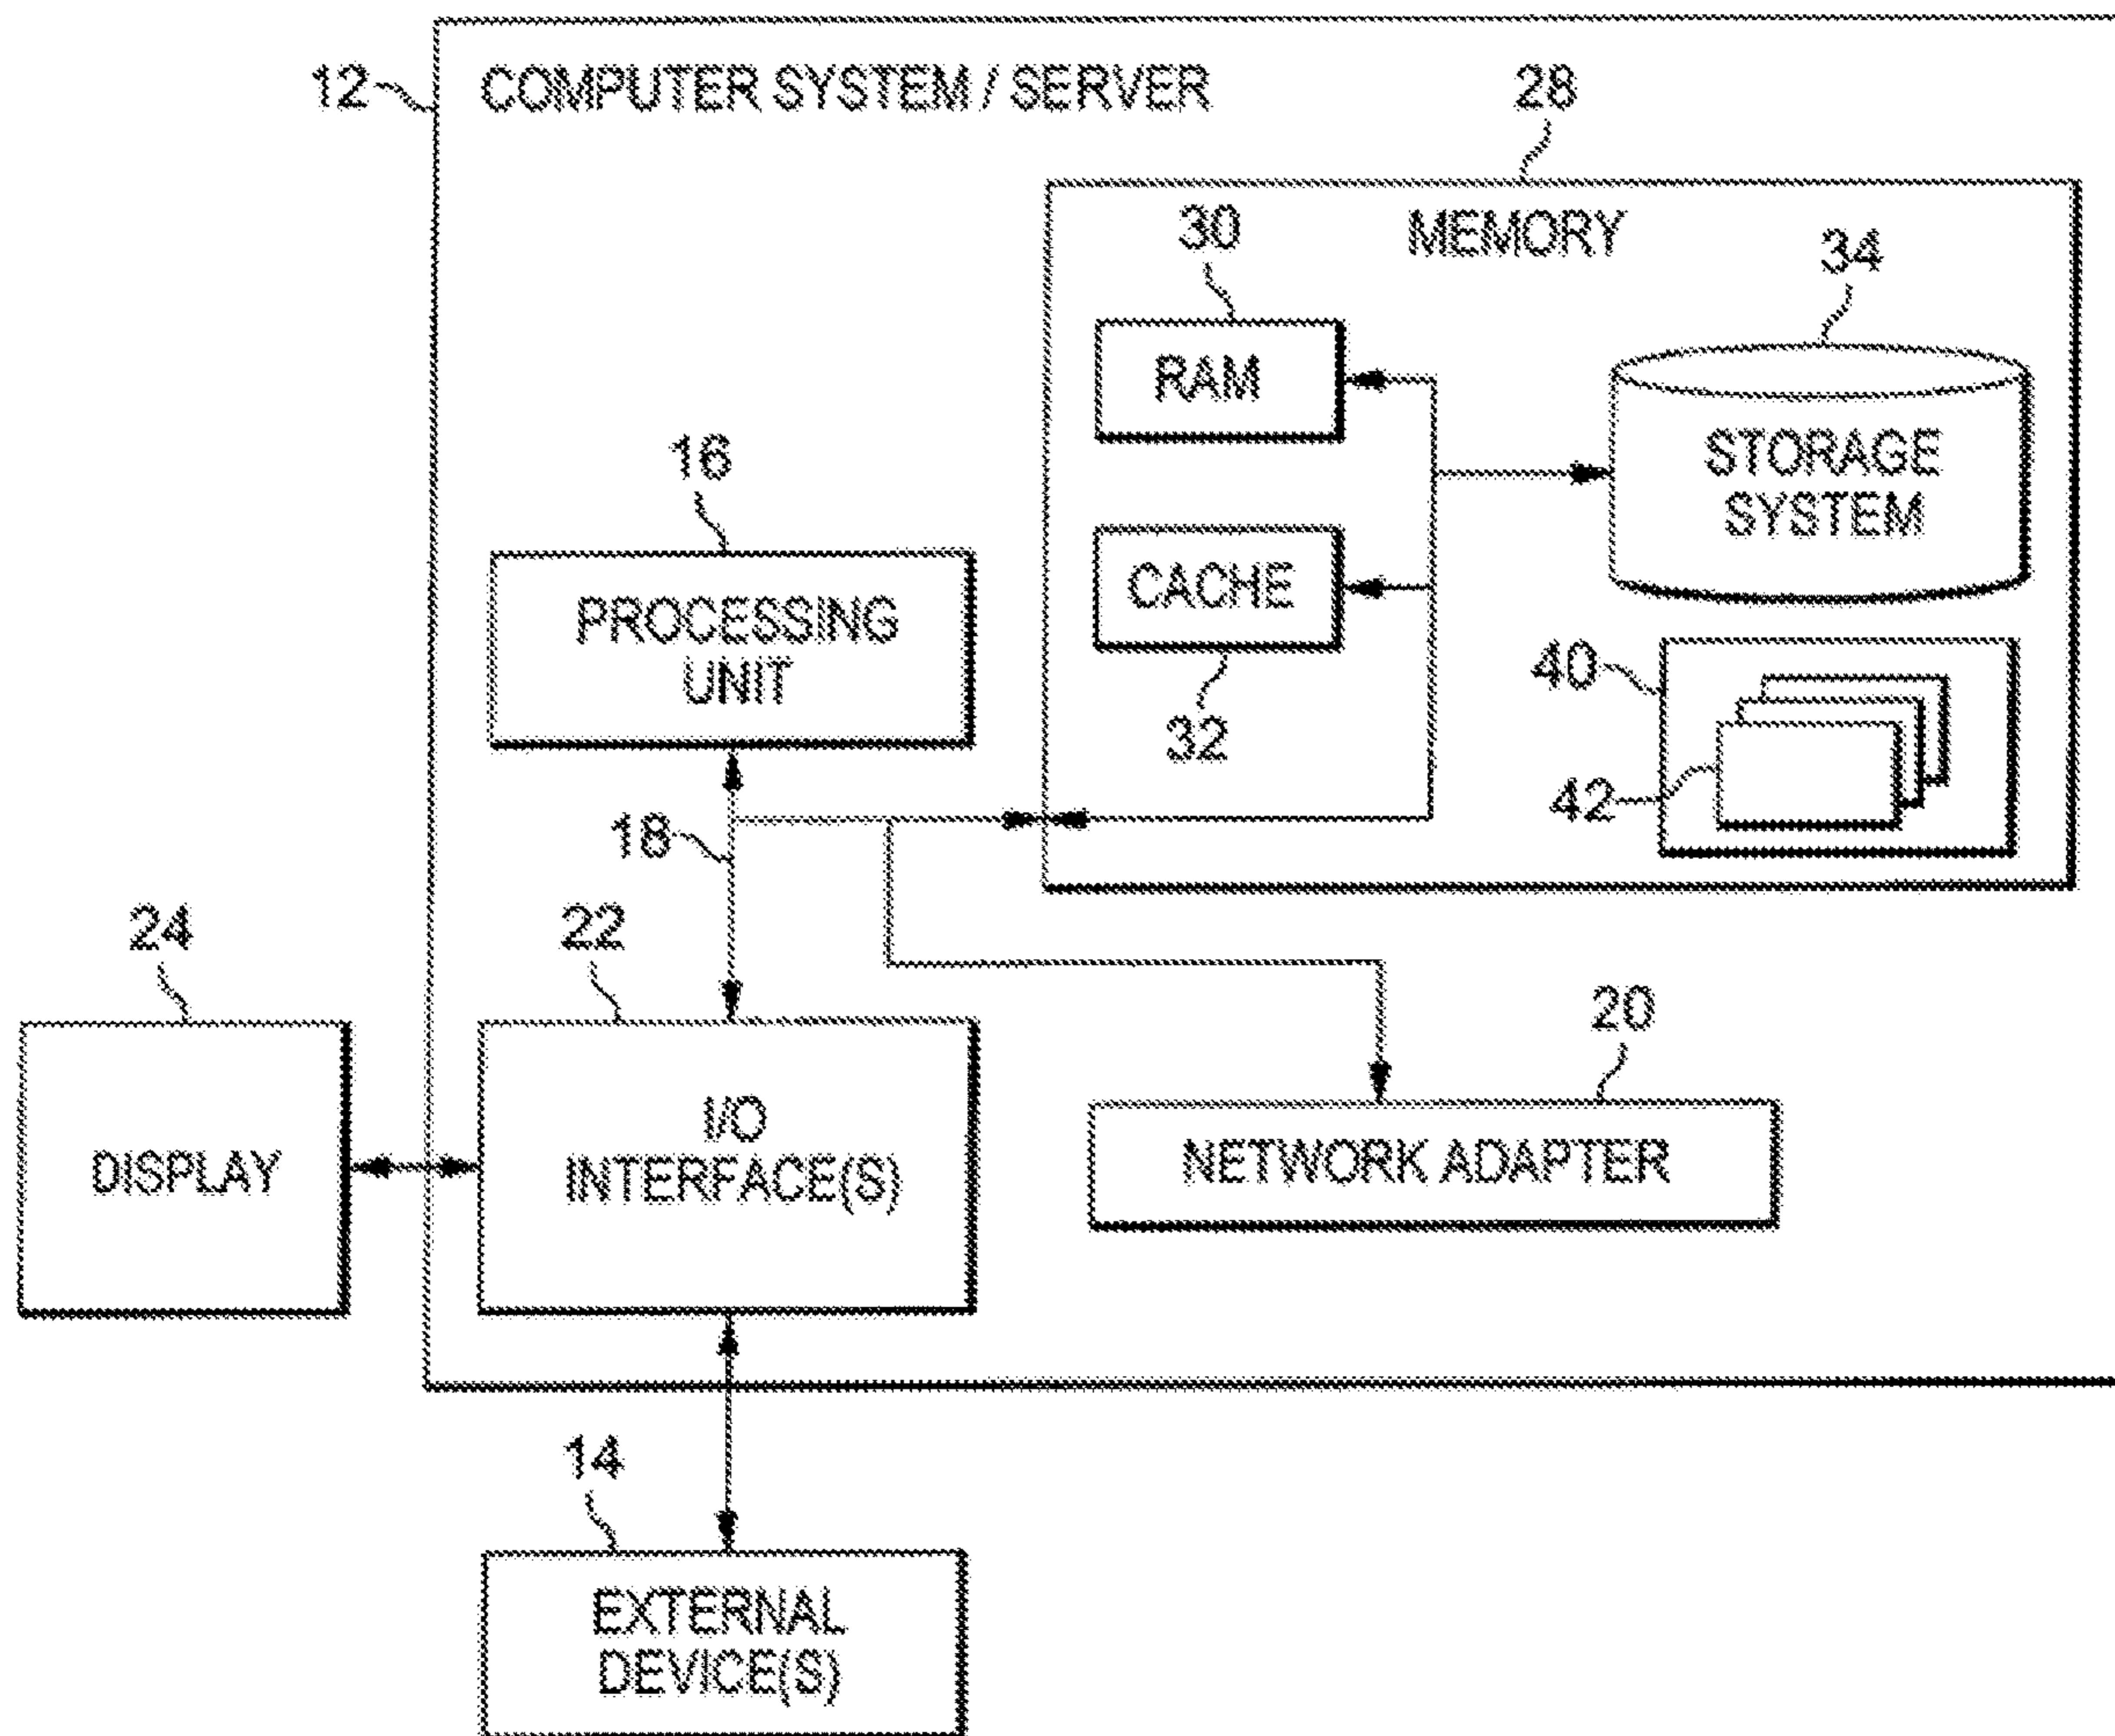 12
COMPUTER SYSTEM / SERVER
28
MEMORY
30
34
RAM
STORAGE
SYSTEM
16
PROCESSING
UNIT
CACHE
32
40
42
18
24
22
20
DISPLAY
I/O
INTERFACE(S)
NETWORK ADAPTER
14
EXTERNAL
DEVICE(S)